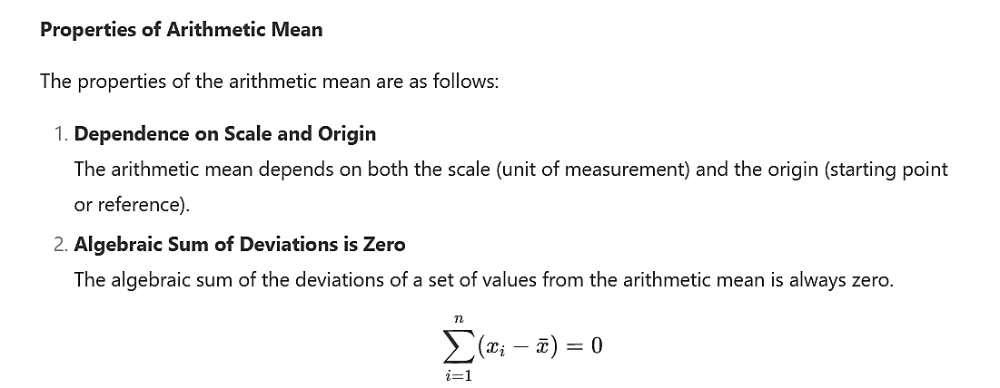 Properties of Arithmetic Mean
The properties of the arithmetic mean are as follows:
1. Dependence on Scale and Origin
The arithmetic mean depends on both the scale (unit of measurement) and the origin (starting point
or reference).
2. Algebraic Sum of Deviations is Zero
The algebraic sum of the deviations of a set of values from the arithmetic mean is always zero.
n
∑(xᵢ − x̄) = 0
i=1